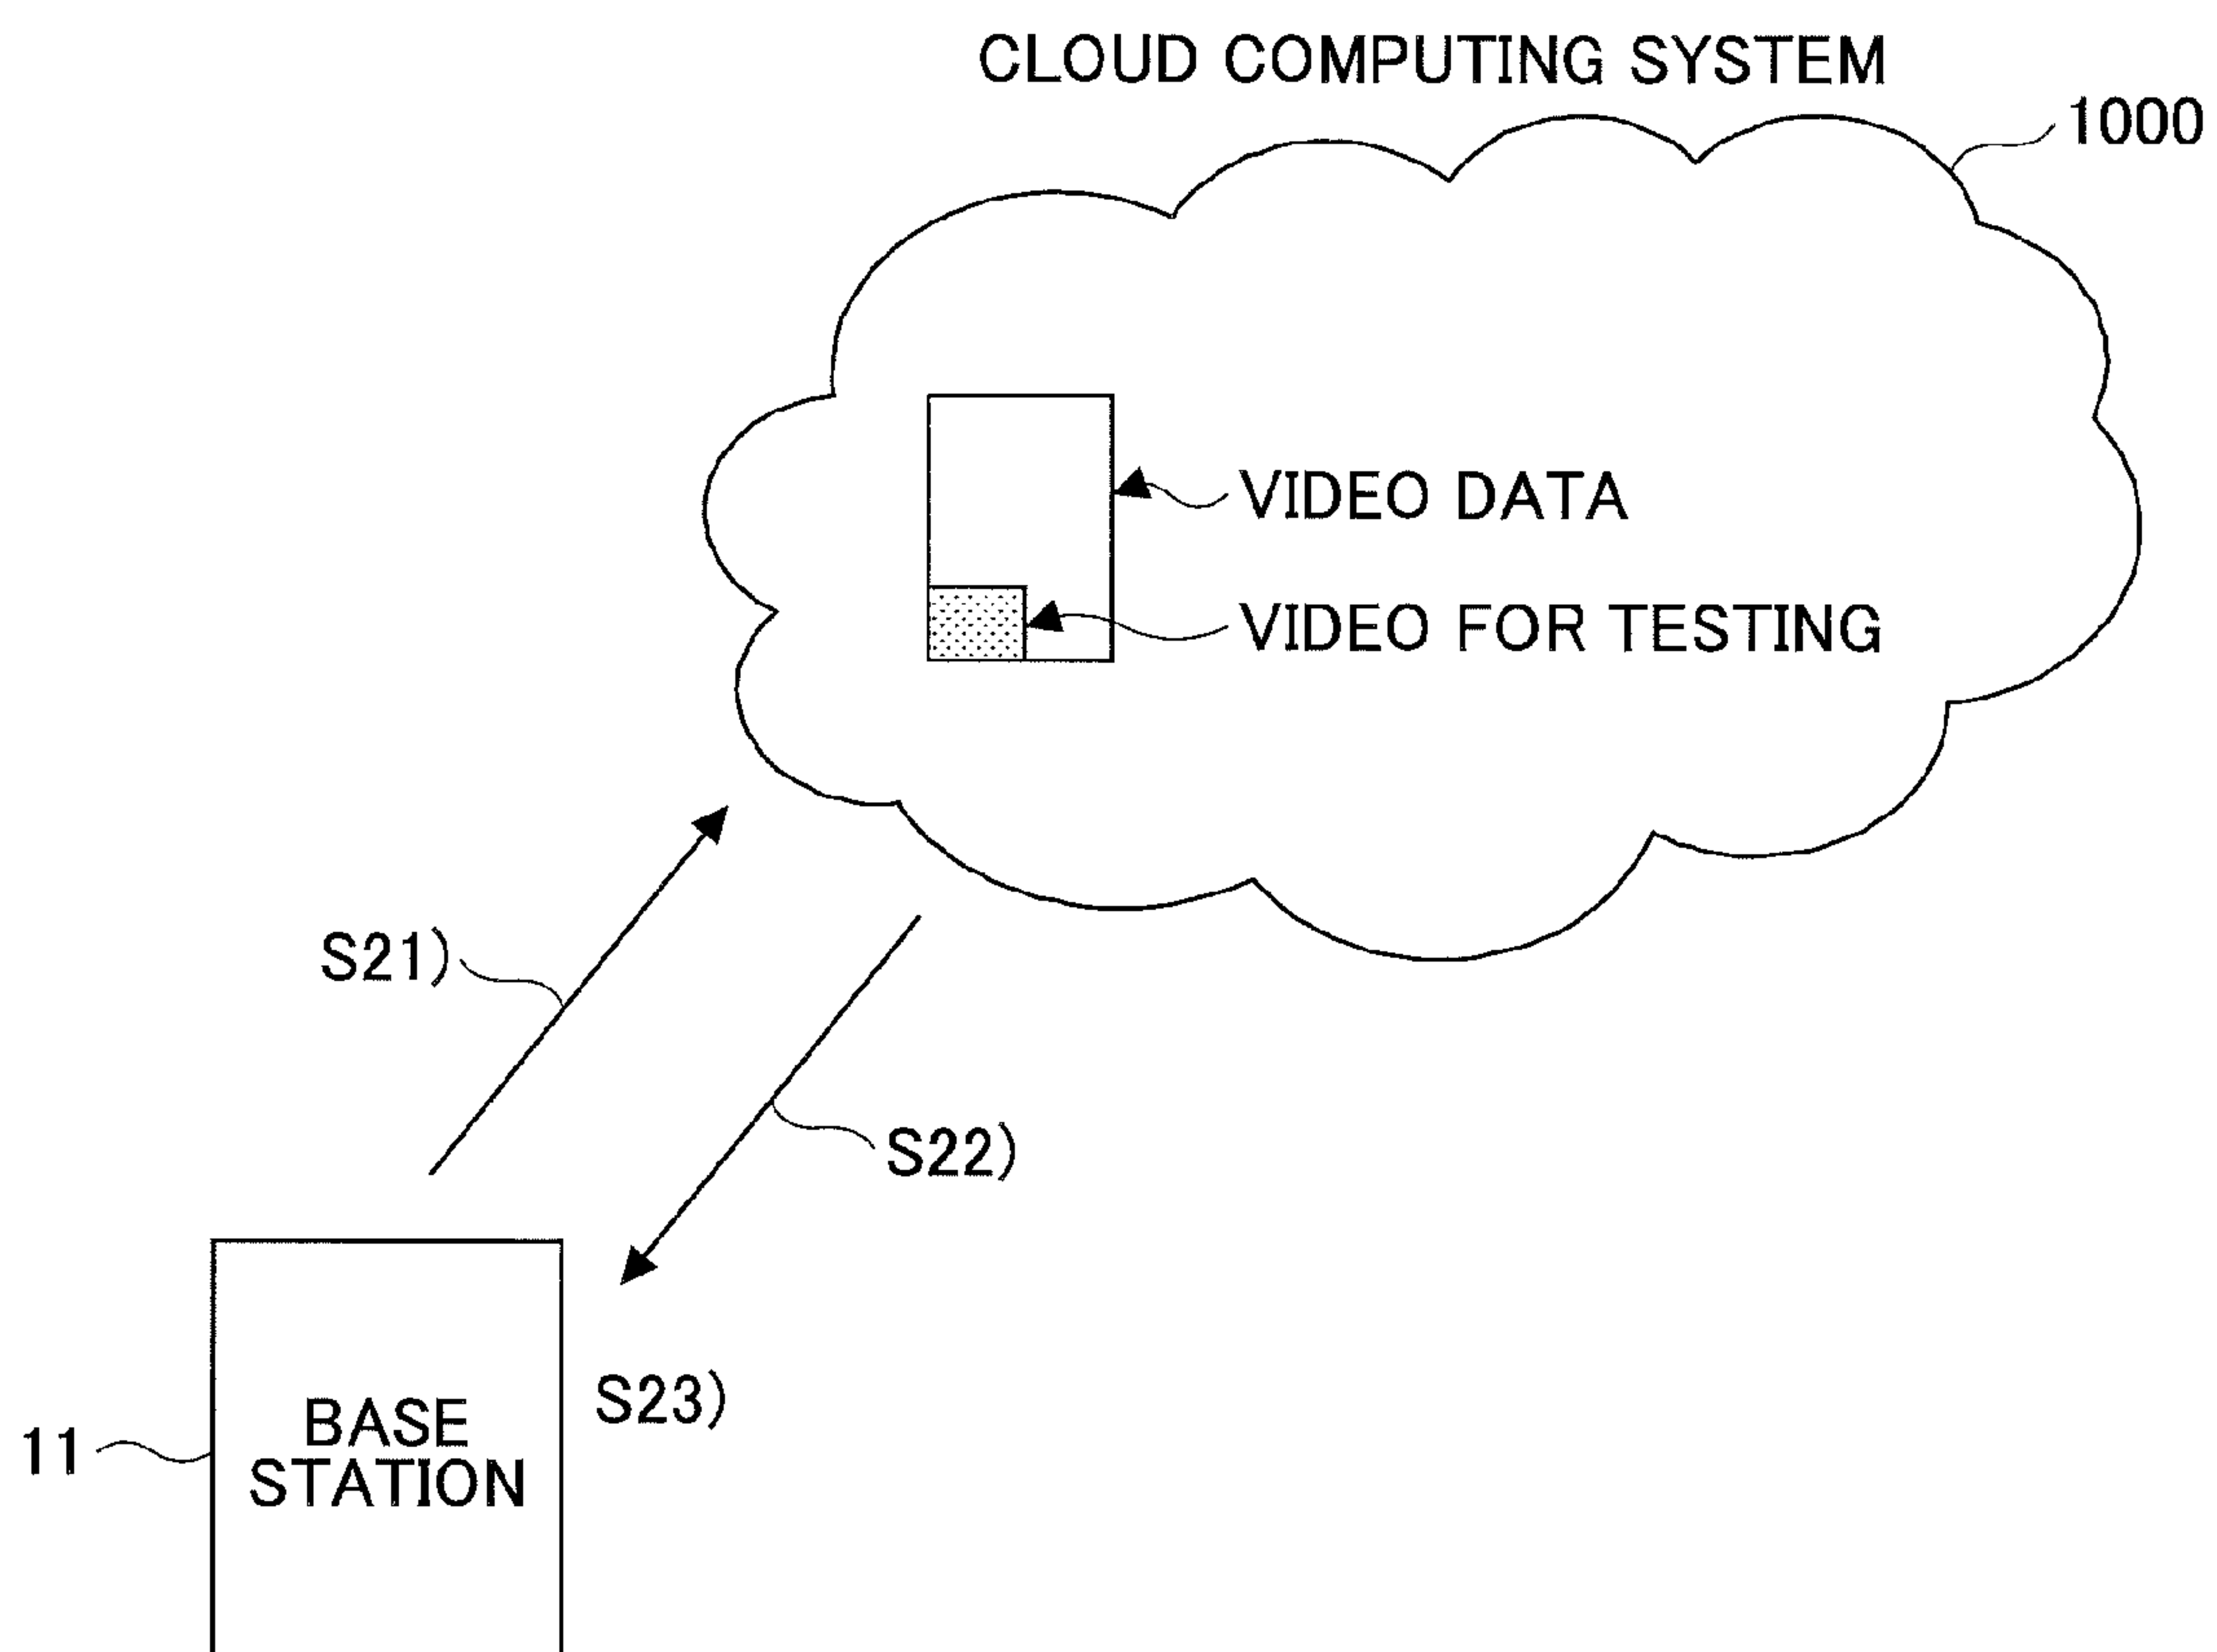 CLOUD COMPUTING SYSTEM
1000
VIDEO DATA
VIDEO FOR TESTING
S21)
S22)
S23)
11
BASE
STATION